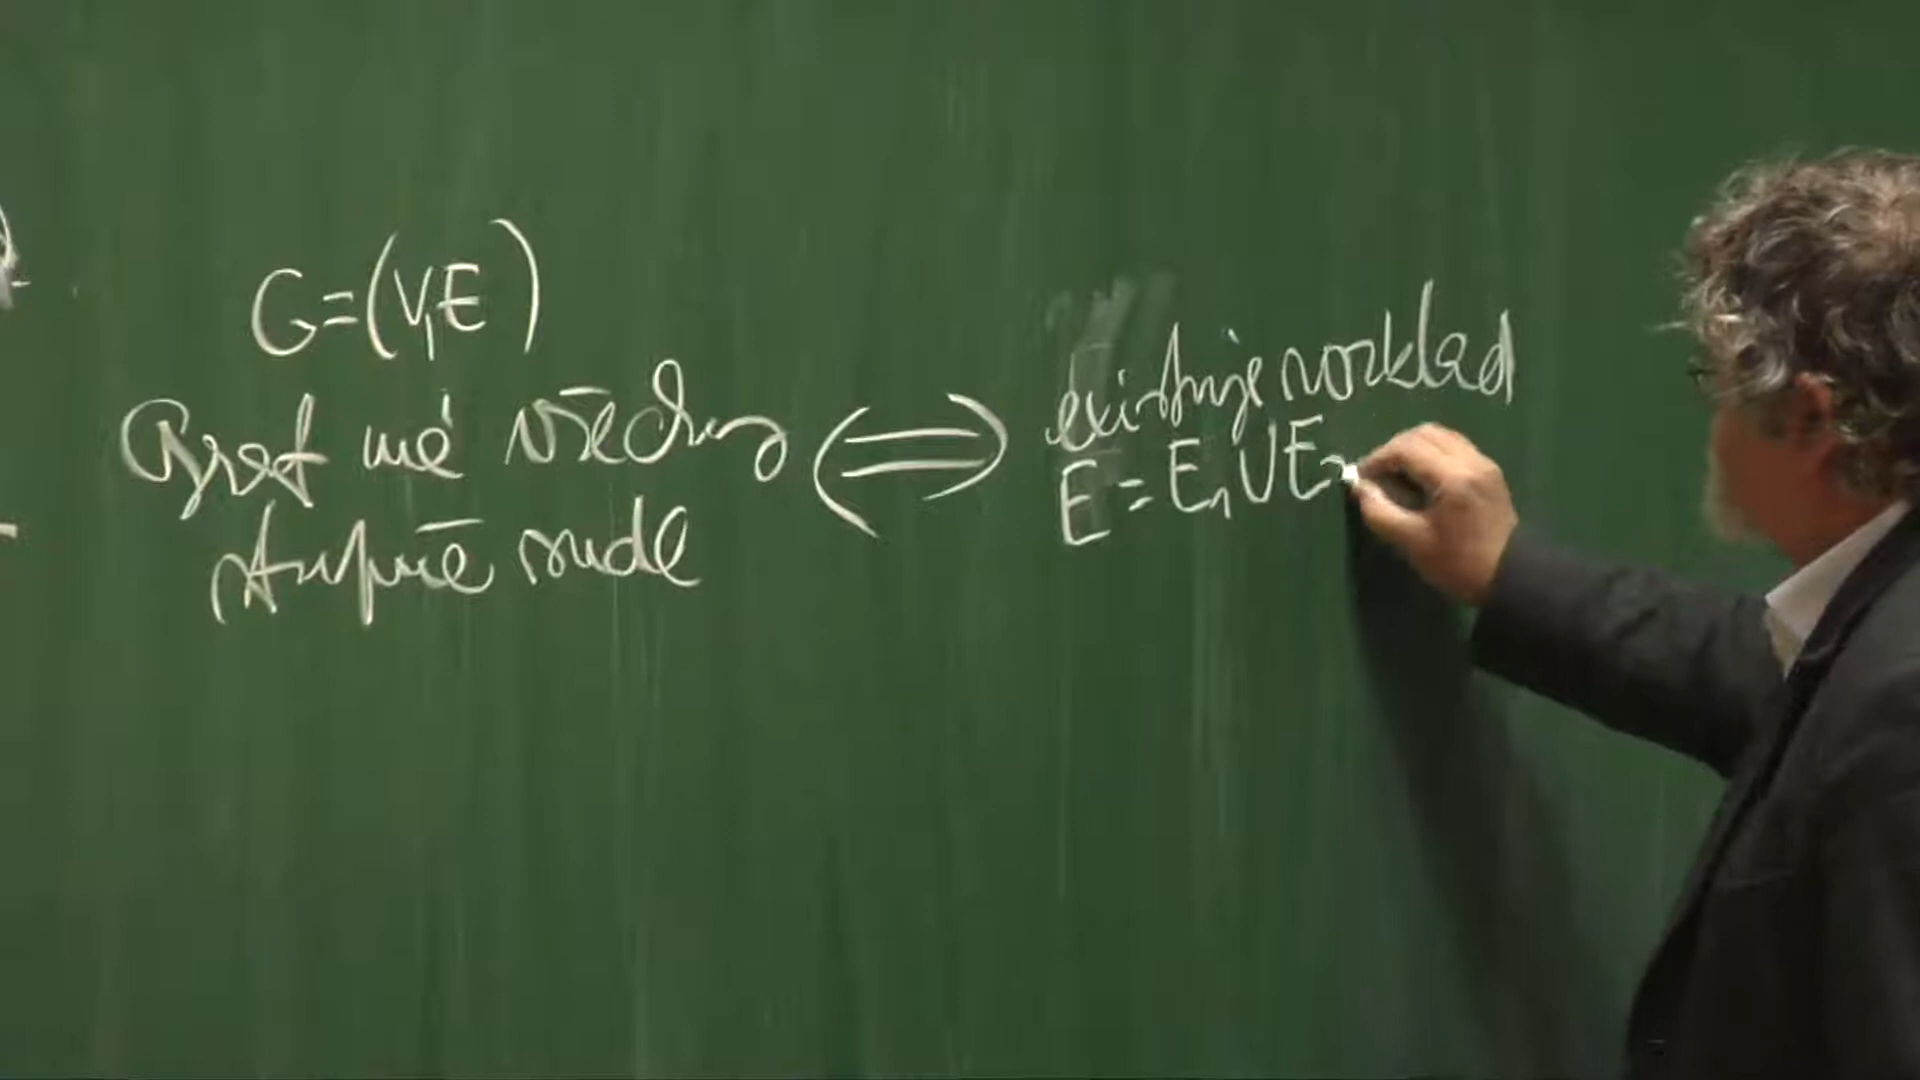 G=(V,E)
Graf má všechny
stupně sudé
⟺
existuje rozklad
E = E₁ ∪ E₂